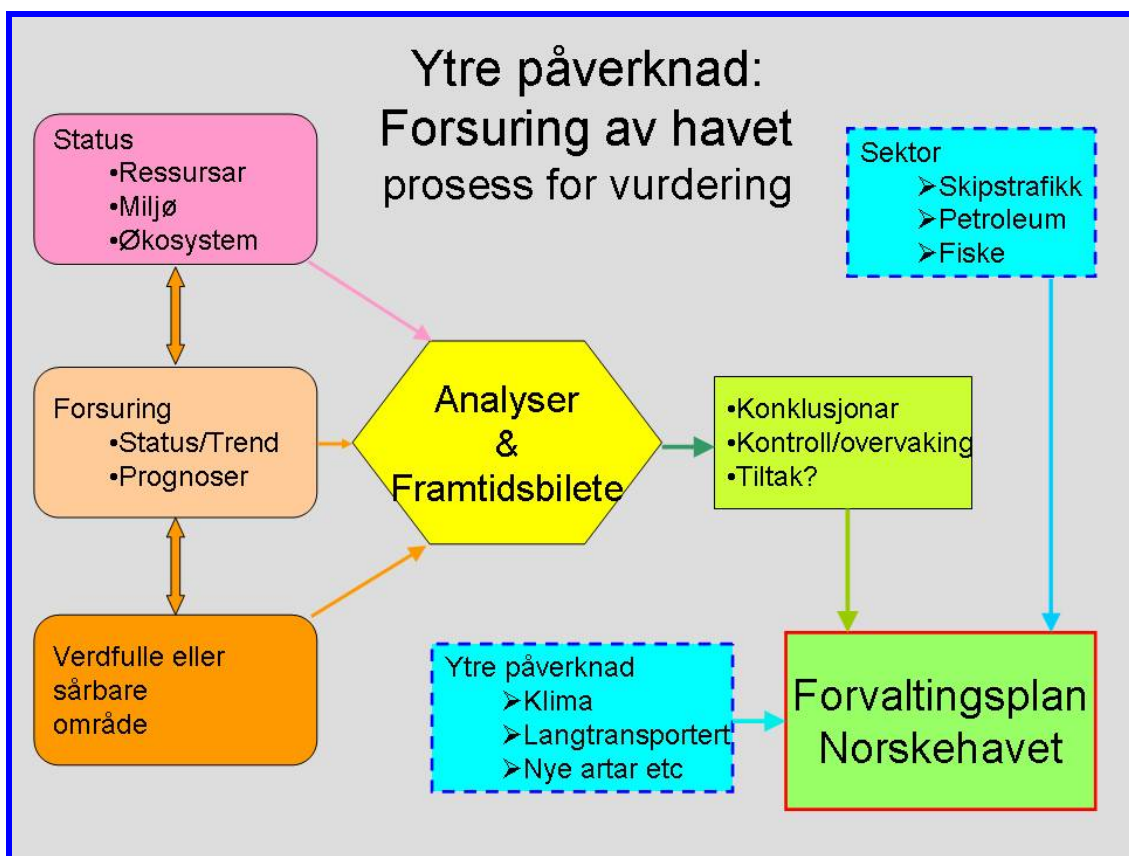 Ytre påverknad:
Forsuring av havet
prosess for vurdering
Status
•Ressursar
•Miljø
•Økosystem
Sektor
➢Skipstrafikk
➢Petroleum
➢Fiske
Forsuring
•Status/Trend
•Prognoser
Analyser
&
Framtidsbilete
•Konklusjonar
•Kontroll/overvaking
•Tiltak?
Verdfulle eller
sårbare
område
Ytre påverknad
➢Klima
➢Langtransportert
➢Nye artar etc
Forvaltingsplan
Norskehavet